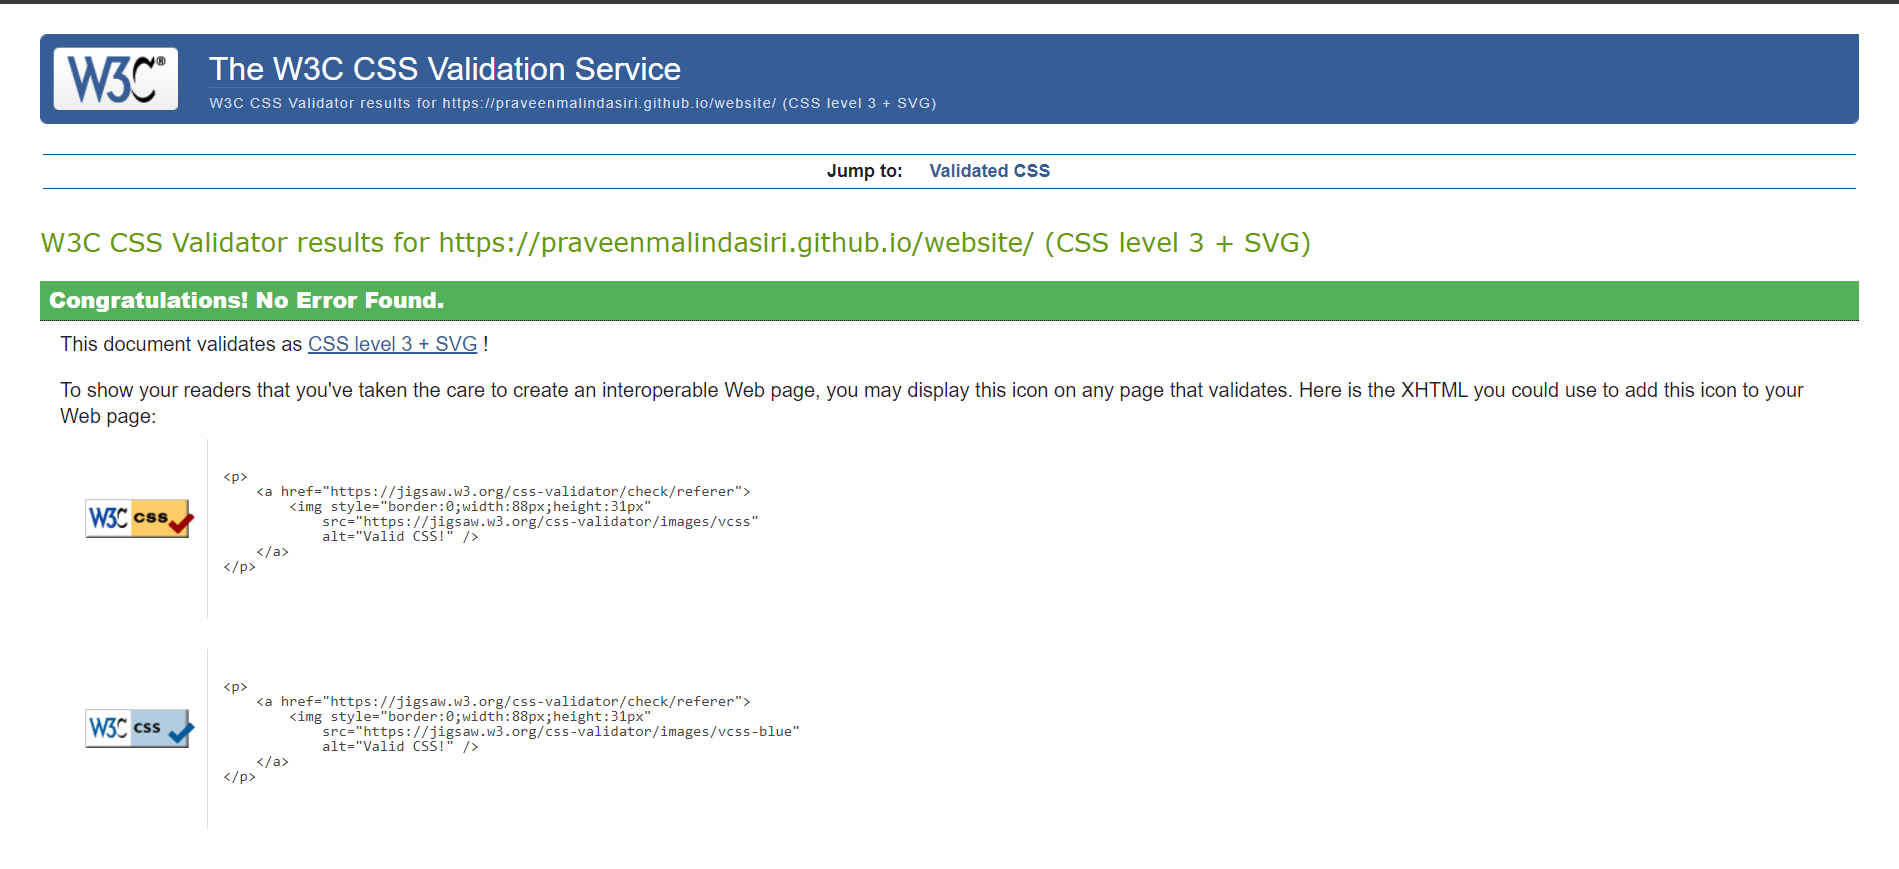 W3C®
The W3C CSS Validation Service
W3C CSS Validator results for https://praveenmalindasiri.github.io/website/ (CSS level 3 + SVG)
Jump to: Validated CSS
W3C CSS Validator results for https://praveenmalindasiri.github.io/website/ (CSS level 3 + SVG)
Congratulations! No Error Found.
This document validates as CSS level 3 + SVG !
To show your readers that you've taken the care to create an interoperable Web page, you may display this icon on any page that validates. Here is the XHTML you could use to add this icon to your
Web page:
W3C css
<p>
    <a href="https://jigsaw.w3.org/css-validator/check/referer">
        <img style="border:0;width:88px;height:31px"
            src="https://jigsaw.w3.org/css-validator/images/vcss"
            alt="Valid CSS!" />
    </a>
</p>
W3C css
<p>
    <a href="https://jigsaw.w3.org/css-validator/check/referer">
        <img style="border:0;width:88px;height:31px"
            src="https://jigsaw.w3.org/css-validator/images/vcss-blue"
            alt="Valid CSS!" />
    </a>
</p>